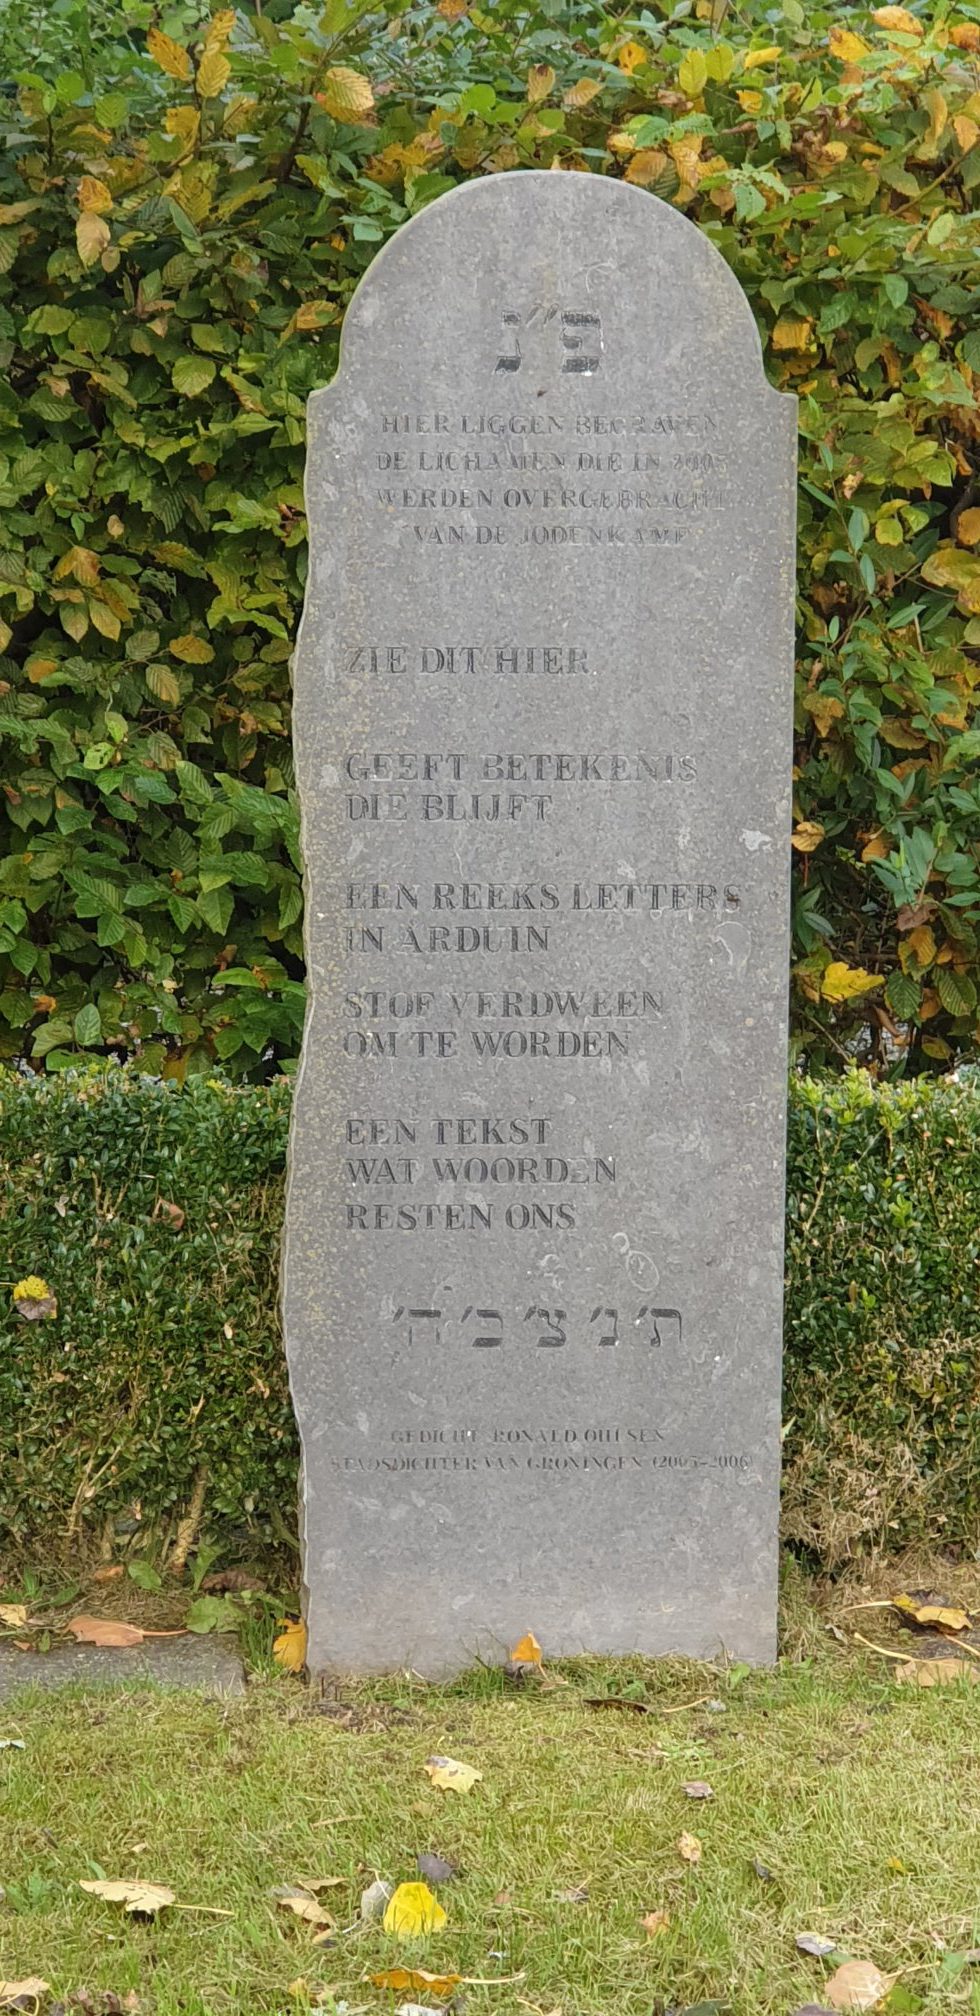 פ״נ
HIER LIGGEN BEGRAVEN
DE LICHAMEN DIE IN 2005
WERDEN OVERGEBRACHT
VAN DE JODENKAMP
ZIE DIT HIER
GEEFT BETEKENIS
DIE BLIJFT
EEN REEKS LETTERS
IN ARDUIN
STOF VERDWEEN
OM TE WORDEN
EEN TEKST
WAT WOORDEN
RESTEN ONS
ת׳נ׳צ׳ב׳ה׳
GEDICHT RONALD OHLSEN
STADSDICHTER VAN GRONINGEN (2005-2006)